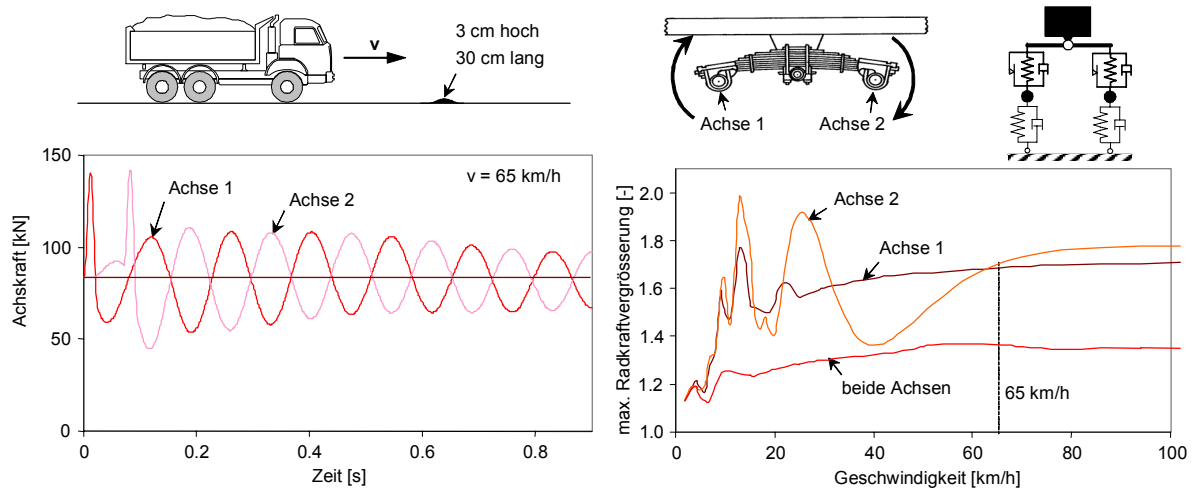 v
3 cm hoch
30 cm lang
Achse 1
Achse 2
150
100
50
0
Achskraft [kN]
Achse 1
Achse 2
v = 65 km/h
0
0.2
0.4
0.6
0.8
Zeit [s]
2.0
1.8
1.6
1.4
1.2
1.0
max. Radkraftvergrösserung [-]
Achse 2
Achse 1
beide Achsen
65 km/h
0
20
40
60
80
100
Geschwindigkeit [km/h]